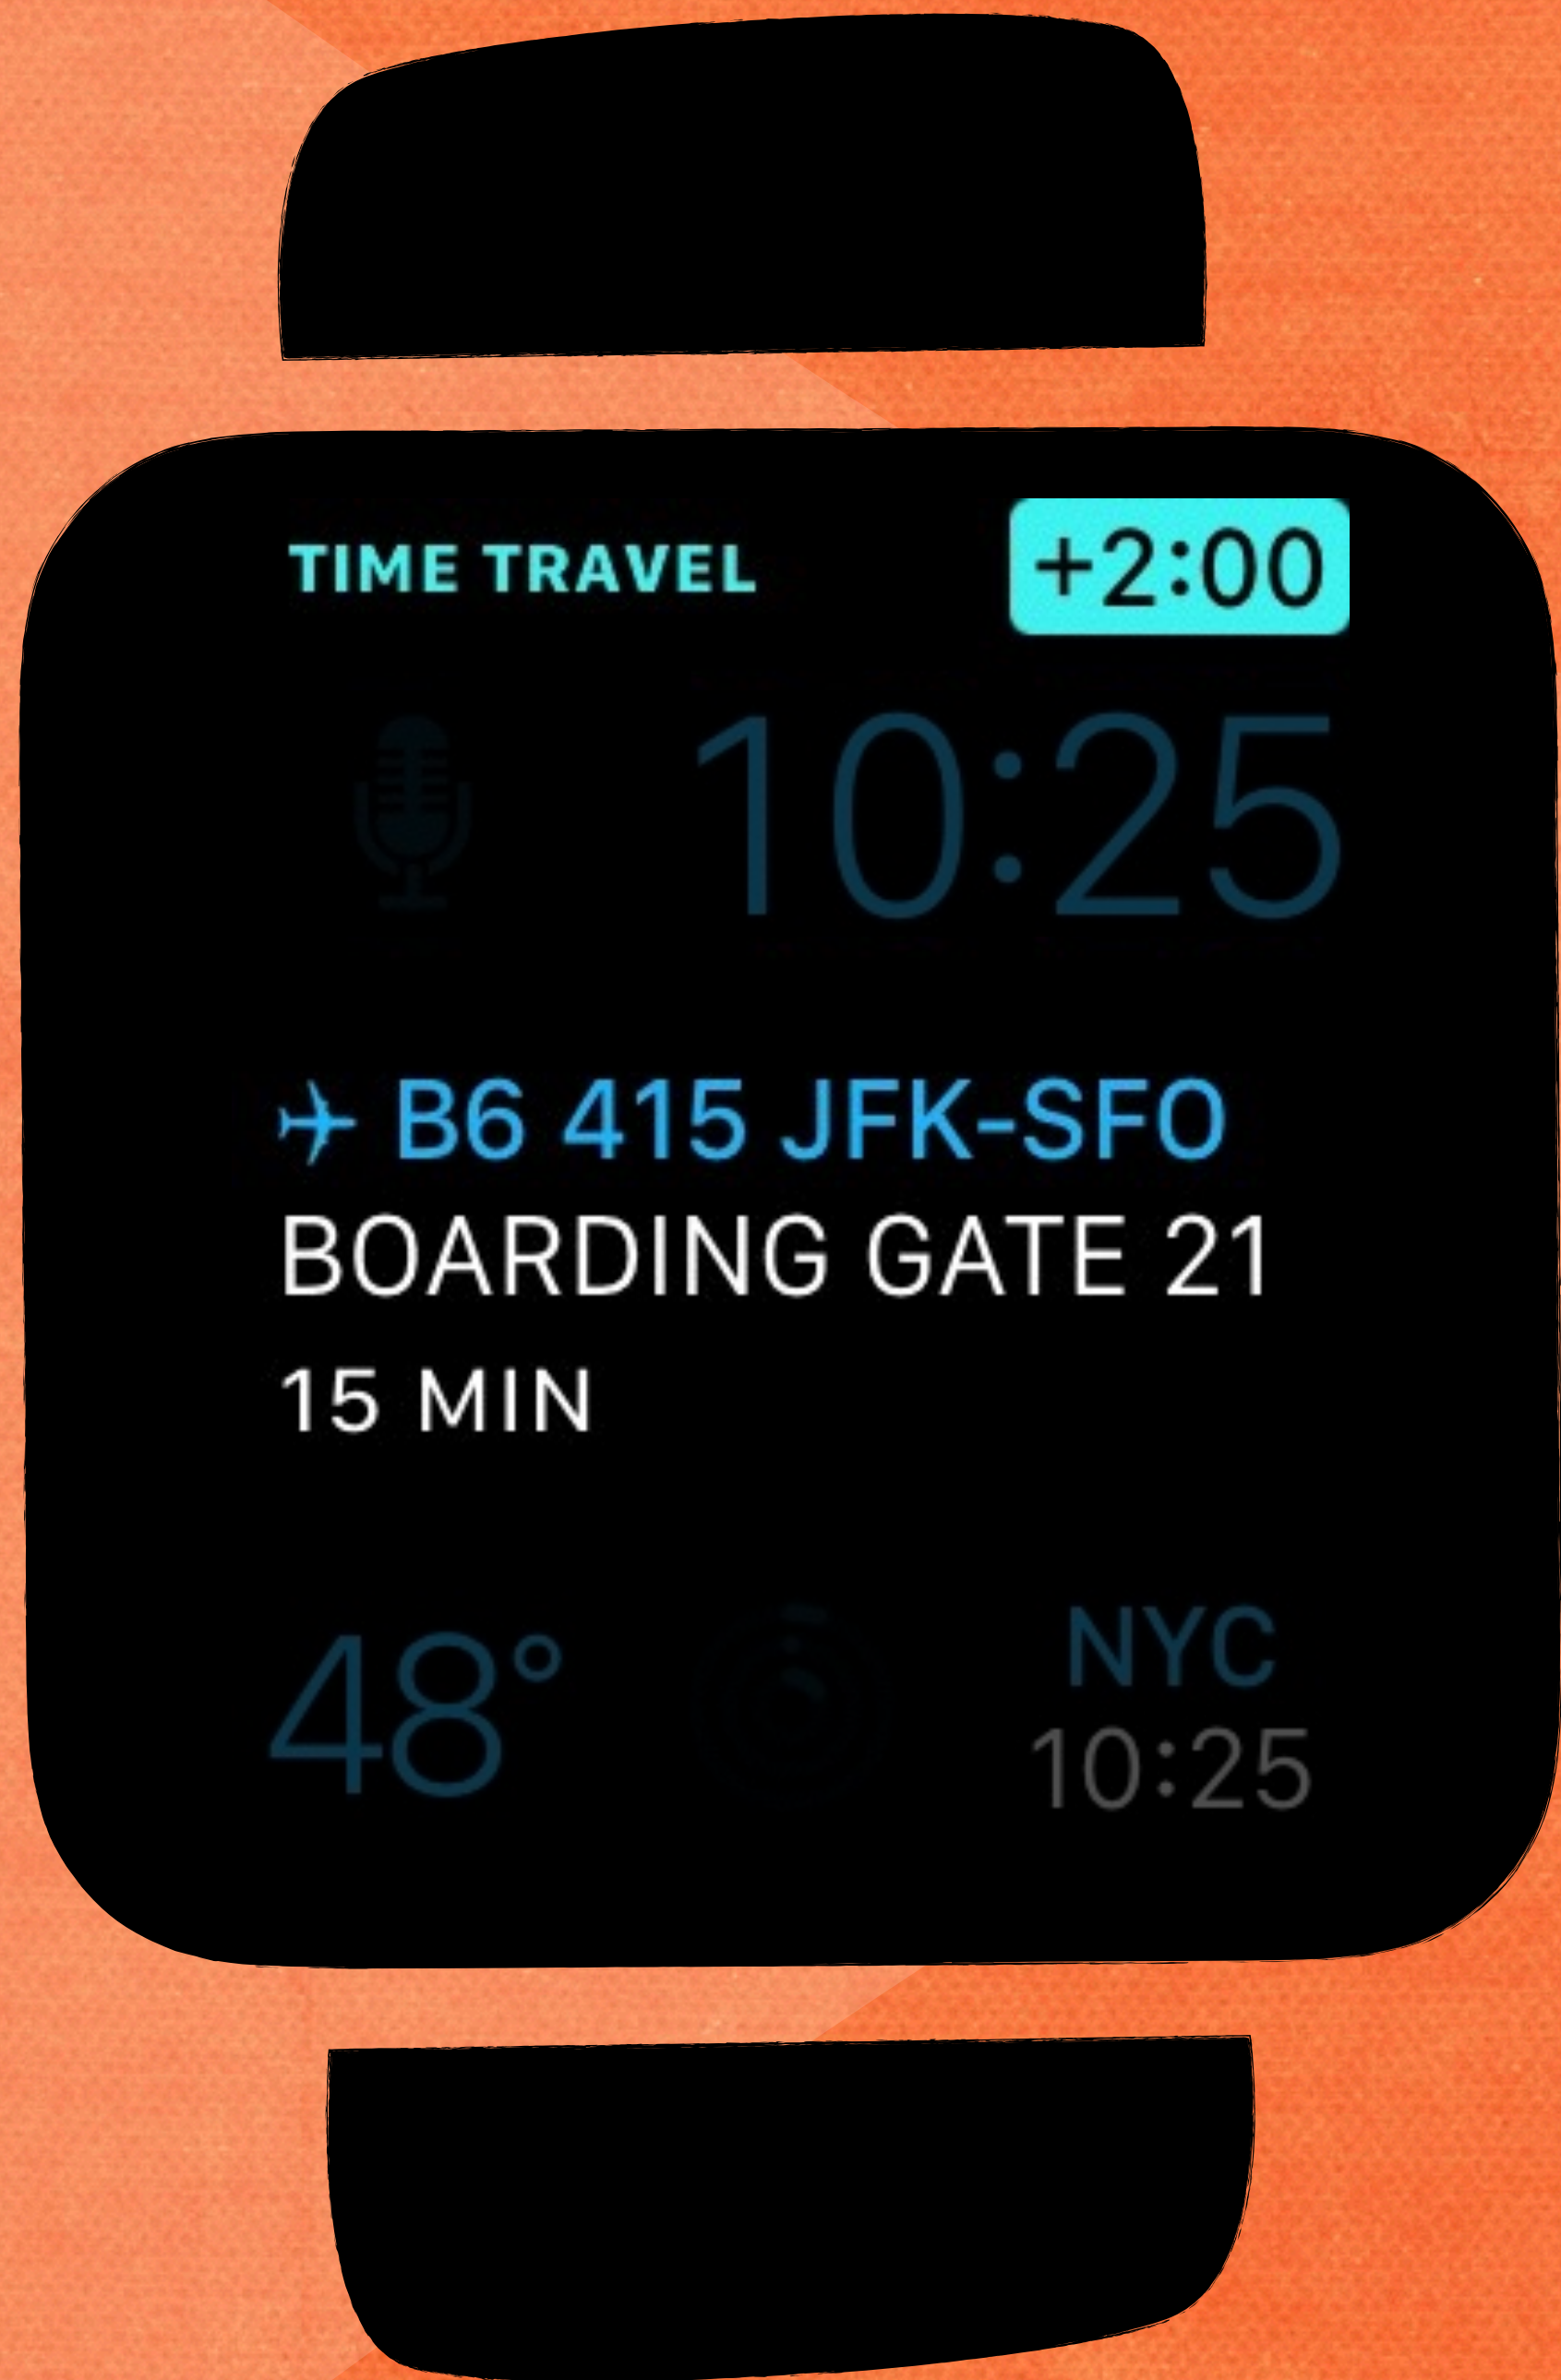 TIME TRAVEL +2:00
10:25
B6 415 JFK-SFO
BOARDING GATE 21
15 MIN
48°
NYC
10:25